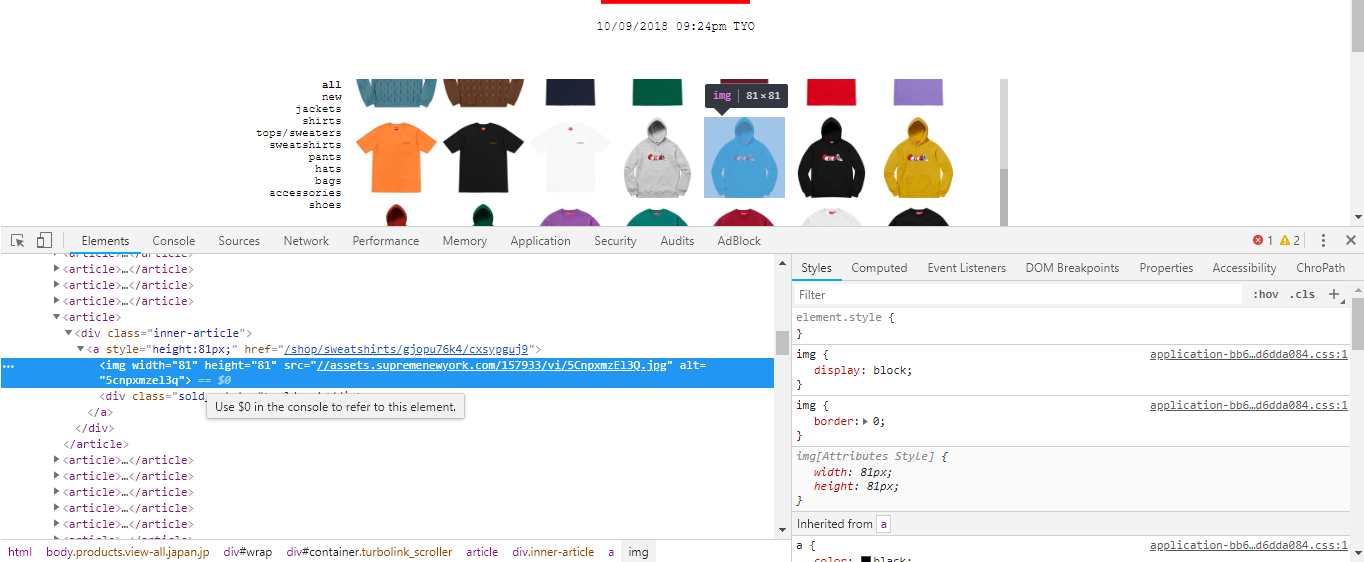 10/09/2018 09:24pm TYO
all
new
jackets
shirts
tops/sweaters
sweatshirts
pants
hats
bags
accessories
shoes
img 81 × 81
Elements Console Sources Network Performance Memory Application Security Audits AdBlock 1 2
<article>…</article>
<article>…</article>
<article>…</article>
<article>…</article>
<article>
<div class="inner-article">
<a style="height:81px;" href="/shop/sweatshirts/gjopu76k4/cxsypguj9">
<img width="81" height="81" src="//assets.supremenewyork.com/157933/vi/5CnpxmzEl3Q.jpg" alt=
"5cnpxmzel3q"> == $0
<div class="sold_
Use $0 in the console to refer to this element.
</a>
</div>
</article>
<article>…</article>
<article>…</article>
<article>…</article>
<article>…</article>
<article>…</article>
<article>…</article>
html body.products.view-all.japan.jp div#wrap div#container.turbolink_scroller article div.inner-article a img
Styles Computed Event Listeners DOM Breakpoints Properties Accessibility ChroPath
Filter :hov .cls +
element.style {
}
img { application-bb6…d6dda084.css:1
display: block;
}
img { application-bb6…d6dda084.css:1
border: 0;
}
img[Attributes Style] {
width: 81px;
height: 81px;
}
Inherited from a
a { application-bb6…d6dda084.css:1
color: black;